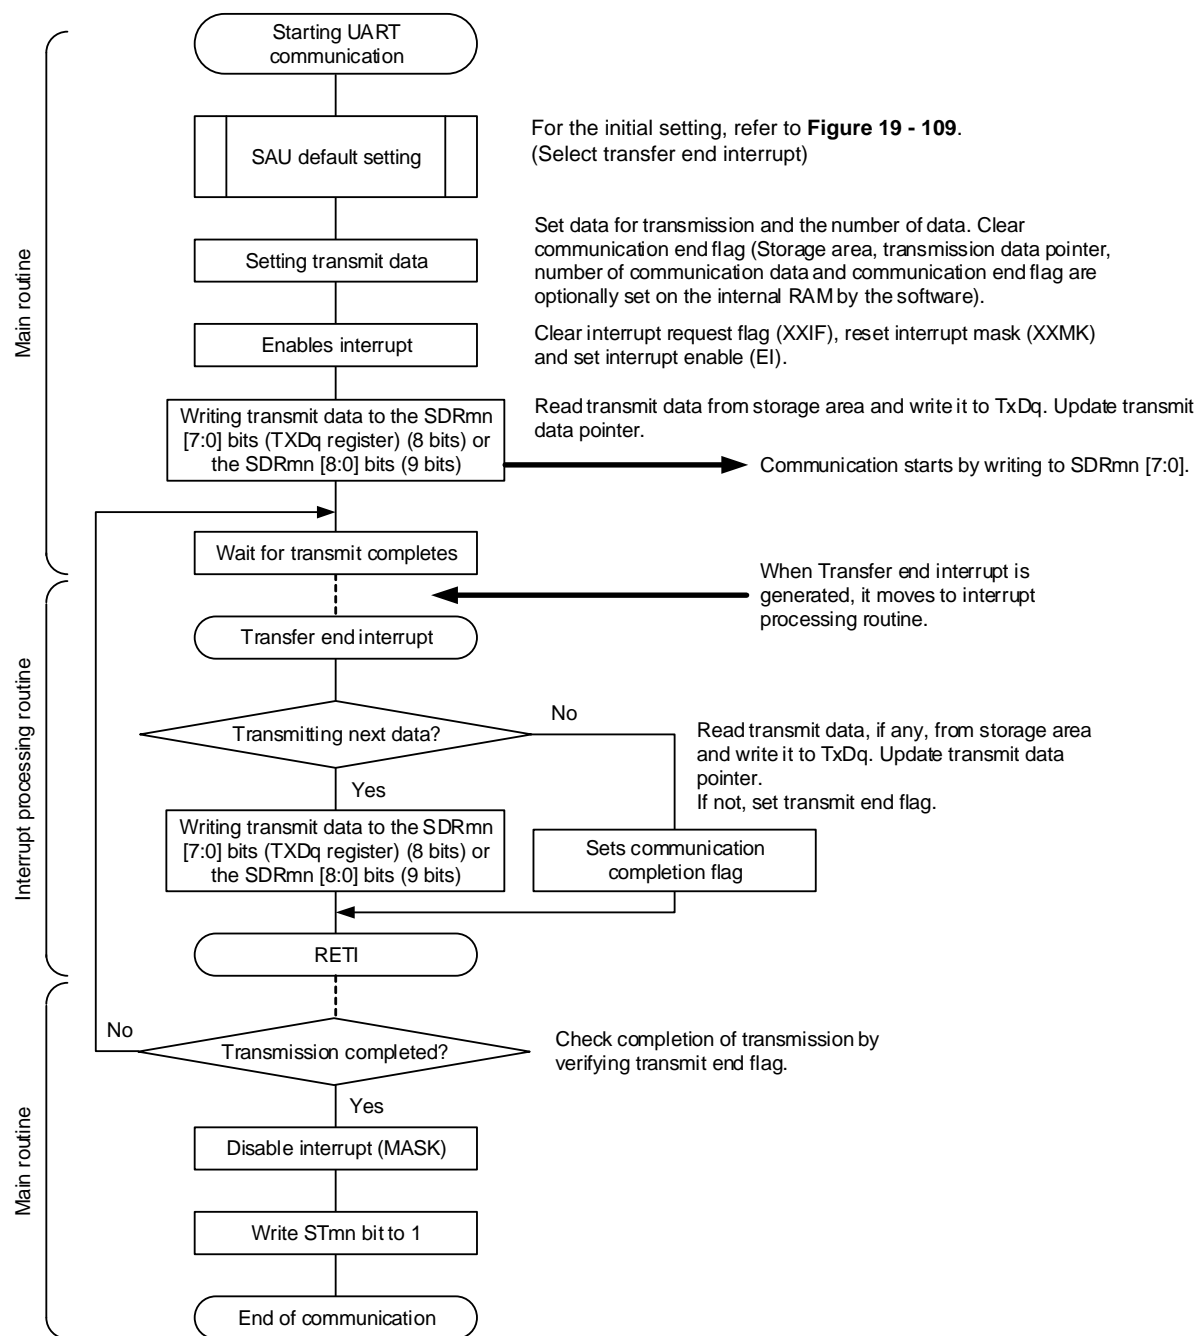 Starting UART
communication
SAU default setting
For the initial setting, refer to Figure 19 - 109.
(Select transfer end interrupt)
Main routine
Setting transmit data
Set data for transmission and the number of data. Clear
communication end flag (Storage area, transmission data pointer,
number of communication data and communication end flag are
optionally set on the internal RAM by the software).
Enables interrupt
Clear interrupt request flag (XXIF), reset interrupt mask (XXMK)
and set interrupt enable (EI).
Writing transmit data to the SDRmn
[7:0] bits (TXDq register) (8 bits) or
the SDRmn [8:0] bits (9 bits)
Read transmit data from storage area and write it to TxDq. Update transmit
data pointer.
Communication starts by writing to SDRmn [7:0].
Wait for transmit completes
When Transfer end interrupt is
generated, it moves to interrupt
processing routine.
Interrupt processing routine
Transfer end interrupt
Transmitting next data?
No
Yes
Read transmit data, if any, from storage area
and write it to TxDq. Update transmit data
pointer.
If not, set transmit end flag.
Writing transmit data to the SDRmn
[7:0] bits (TXDq register) (8 bits) or
the SDRmn [8:0] bits (9 bits)
Sets communication
completion flag
RETI
Main routine
No
Transmission completed?
Check completion of transmission by
verifying transmit end flag.
Yes
Disable interrupt (MASK)
Write STmn bit to 1
End of communication